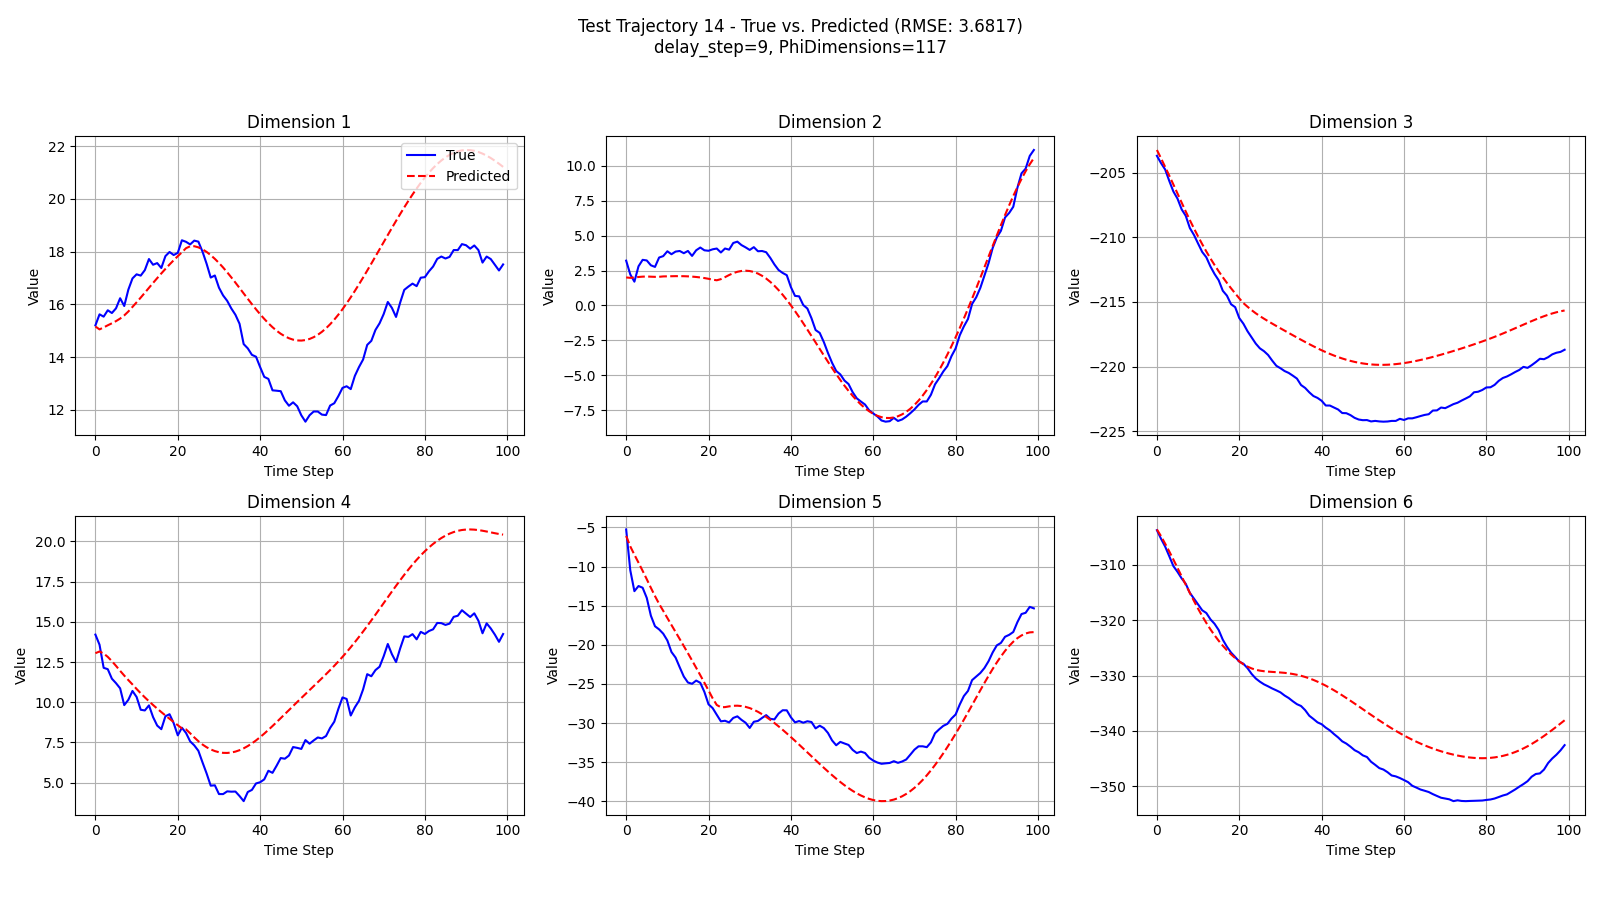 Test Trajectory 14 - True vs. Predicted (RMSE: 3.6817)
delay_step=9, PhiDimensions=117
Dimension 1
22
20
18
16
14
12
Value
0 20 40 60 80 100
Time Step
True
Predicted
Dimension 2
10.0
7.5
5.0
2.5
0.0
−2.5
−5.0
−7.5
Value
0 20 40 60 80 100
Time Step
Dimension 3
−205
−210
−215
−220
−225
Value
0 20 40 60 80 100
Time Step
Dimension 4
20.0
17.5
15.0
12.5
10.0
7.5
5.0
Value
0 20 40 60 80 100
Time Step
Dimension 5
−5
−10
−15
−20
−25
−30
−35
−40
Value
0 20 40 60 80 100
Time Step
Dimension 6
−310
−320
−330
−340
−350
Value
0 20 40 60 80 100
Time Step